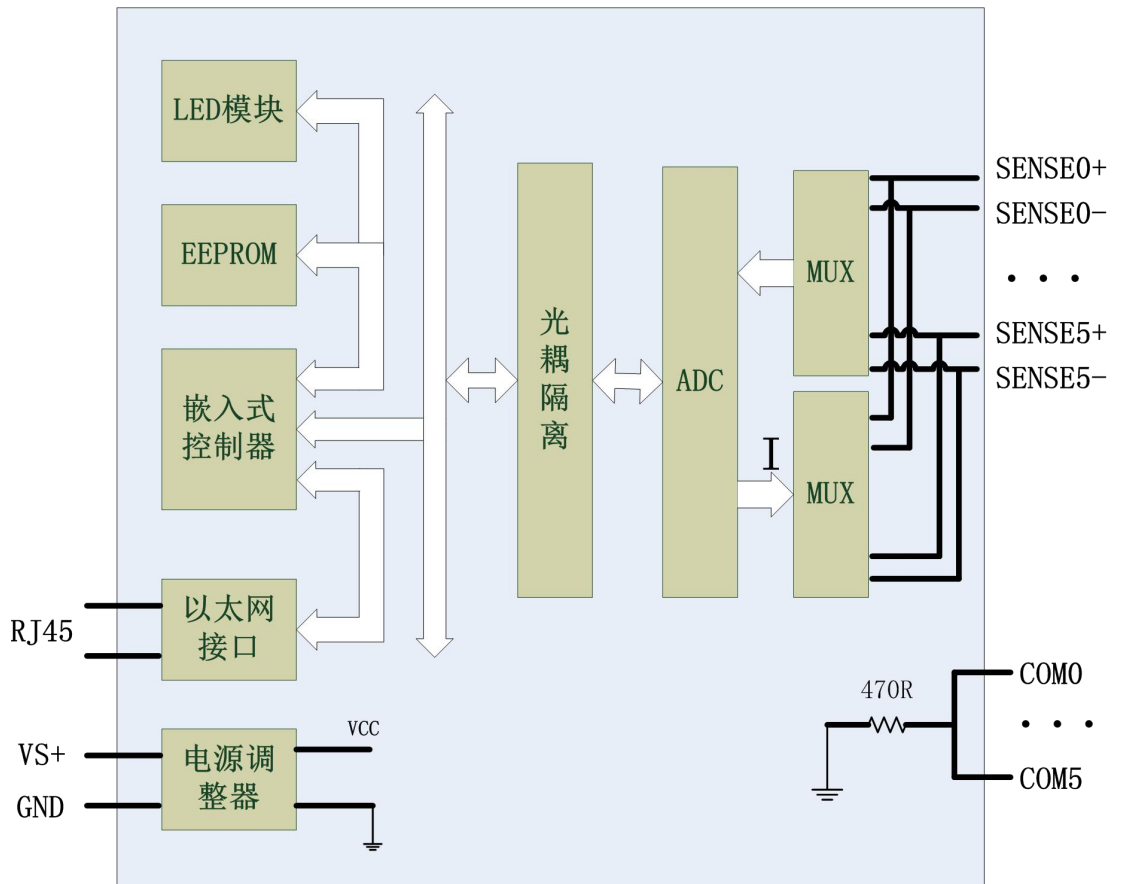 LED模块
EEPROM
嵌入式
控制器
以太网
接口
RJ45
电源调
整器
VS+
GND
VCC
光
耦
隔
离
ADC
I
MUX
MUX
SENSE0+
SENSE0-
...
SENSE5+
SENSE5-
470R
COM0
...
COM5